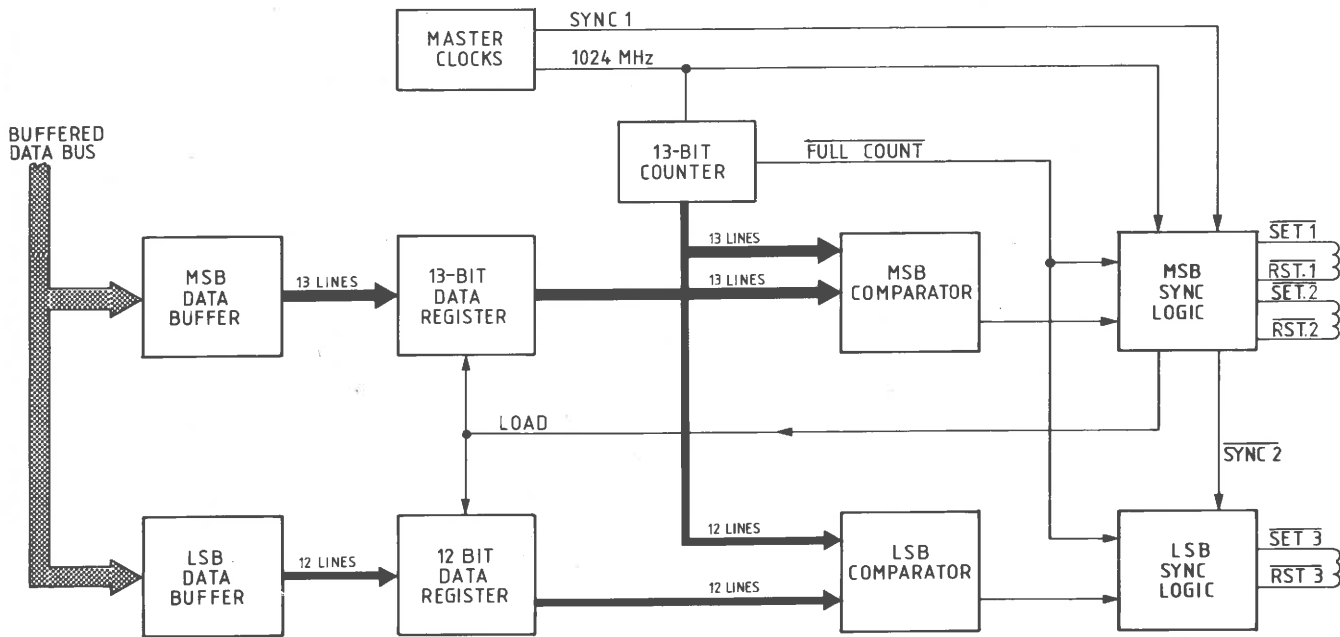 SYNC 1
MASTER
CLOCKS
1024 MHz
BUFFERED
DATA BUS
13-BIT
COUNTER
FULL COUNT
MSB
DATA
BUFFER
13 LINES
13-BIT
DATA
REGISTER
13 LINES
13 LINES
MSB
COMPARATOR
MSB
SYNC
LOGIC
SET 1
RST.1
SET.2
RST.2
LOAD
SYNC 2
LSB
DATA
BUFFER
12 LINES
12 BIT
DATA
REGISTER
12 LINES
12 LINES
LSB
COMPARATOR
LSB
SYNC
LOGIC
SET 3
RST 3